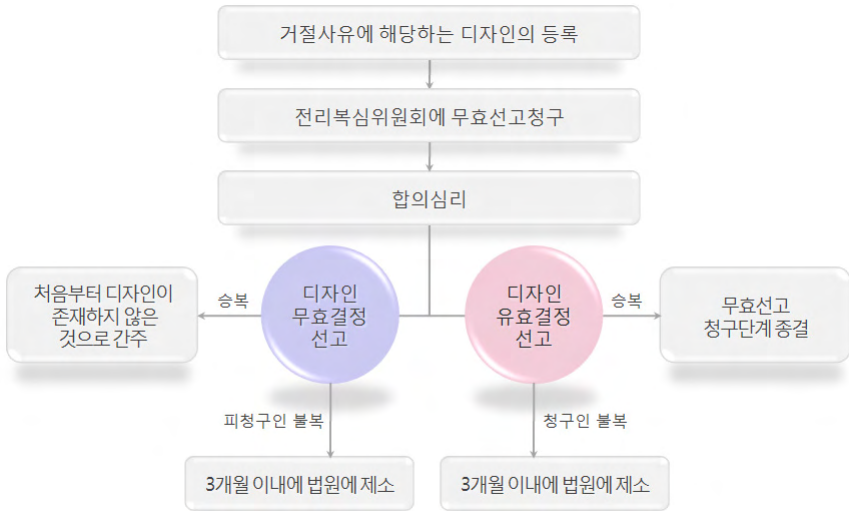 거절사유에 해당하는 디자인의 등록
전리복심위원회에 무효선고청구
합의심리
처음부터 디자인이
존재하지 않은
것으로 간주
승복
디자인
무효결정
선고
디자인
유효결정
선고
승복
무효선고
청구단계 종결
피청구인 불복
청구인 불복
3개월 이내에 법원에 제소
3개월 이내에 법원에 제소